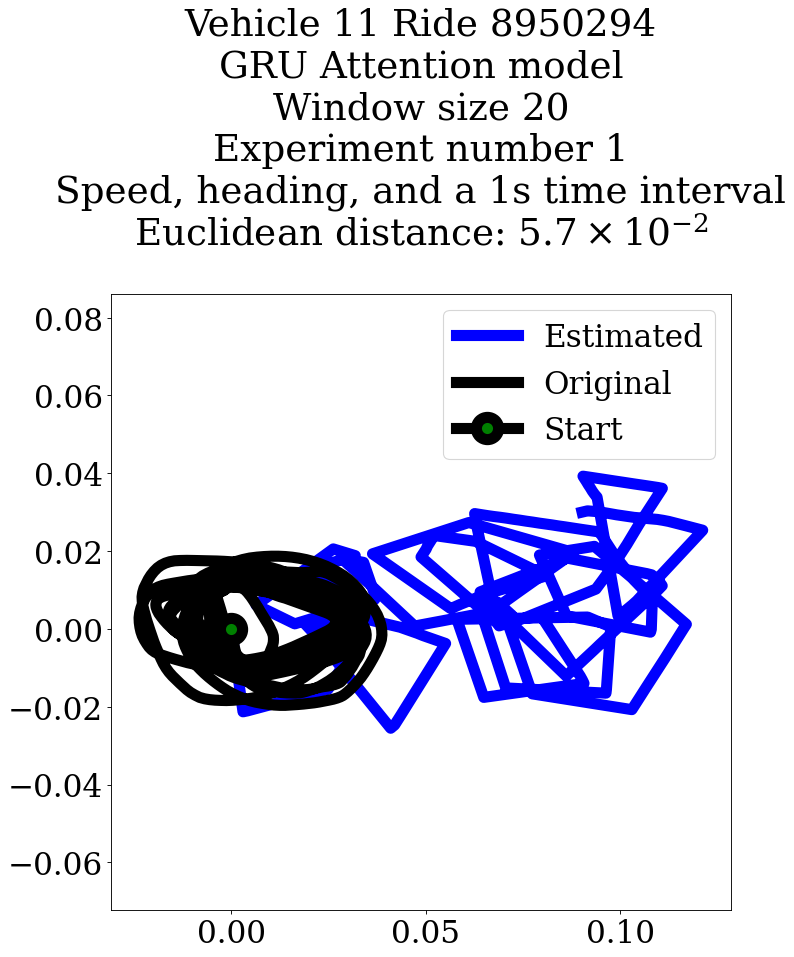 Vehicle 11 Ride 8950294
GRU Attention model
Window size 20
Experiment number 1
Speed, heading, and a 1s time interval
Euclidean distance: 5.7 × 10⁻²
Estimated
Original
Start
0.08
0.06
0.04
0.02
0.00
−0.02
−0.04
−0.06
0.00 0.05 0.10